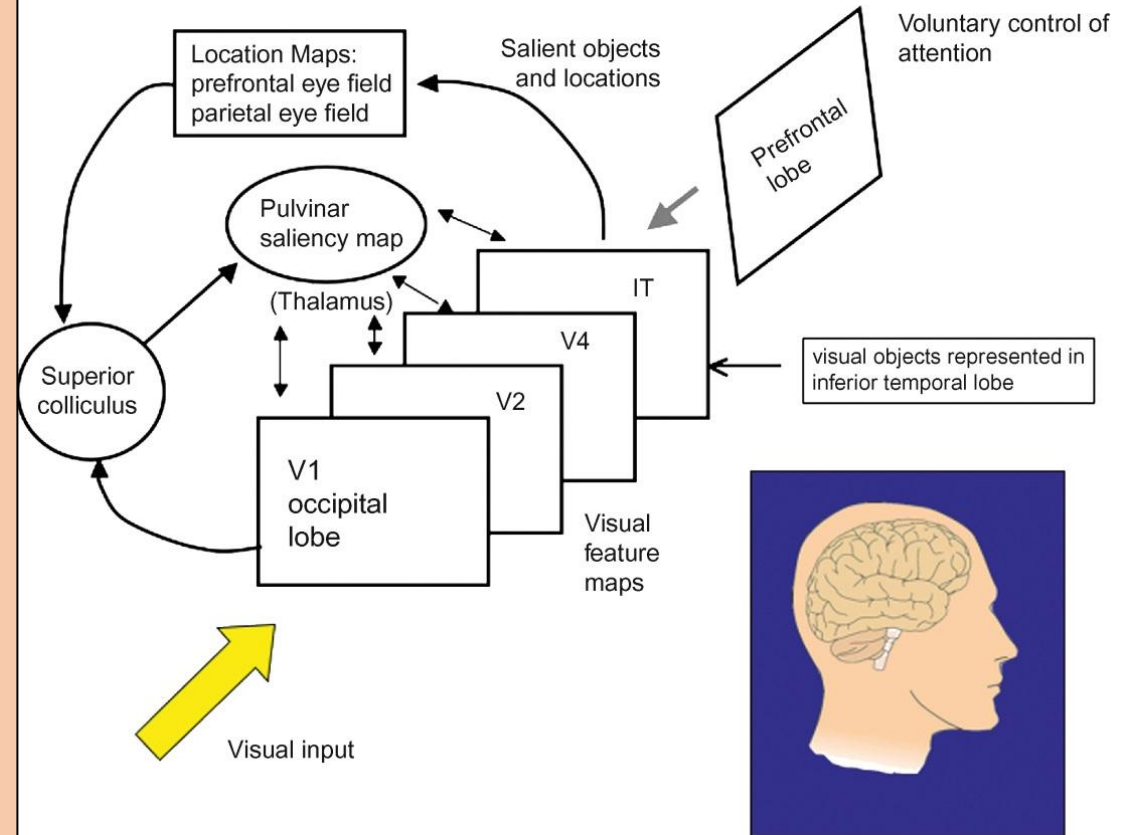 Location Maps:
prefrontal eye field
parietal eye field
Salient objects
and locations
Voluntary control of
attention
Prefrontal
lobe
Pulvinar
saliency map
(Thalamus)
IT
V4
V2
V1
occipital
lobe
Superior
colliculus
visual objects represented in
inferior temporal lobe
Visual
feature
maps
Visual input